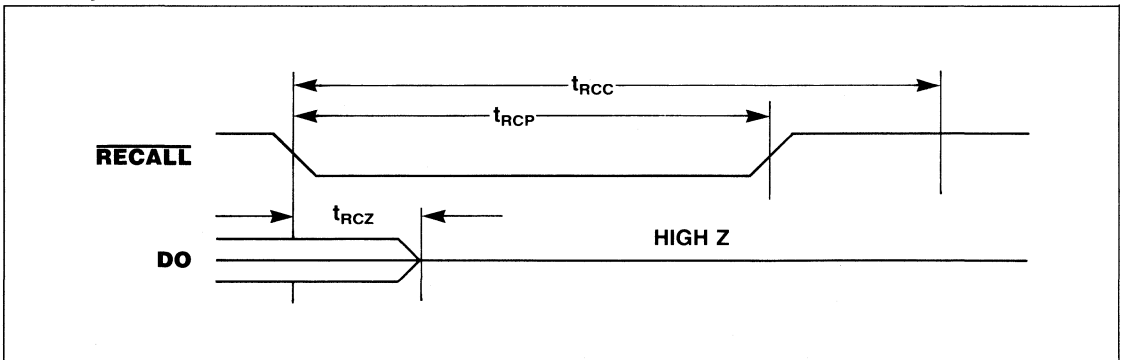 tRCC
tRCP
RECALL
tRCZ
HIGH Z
DO